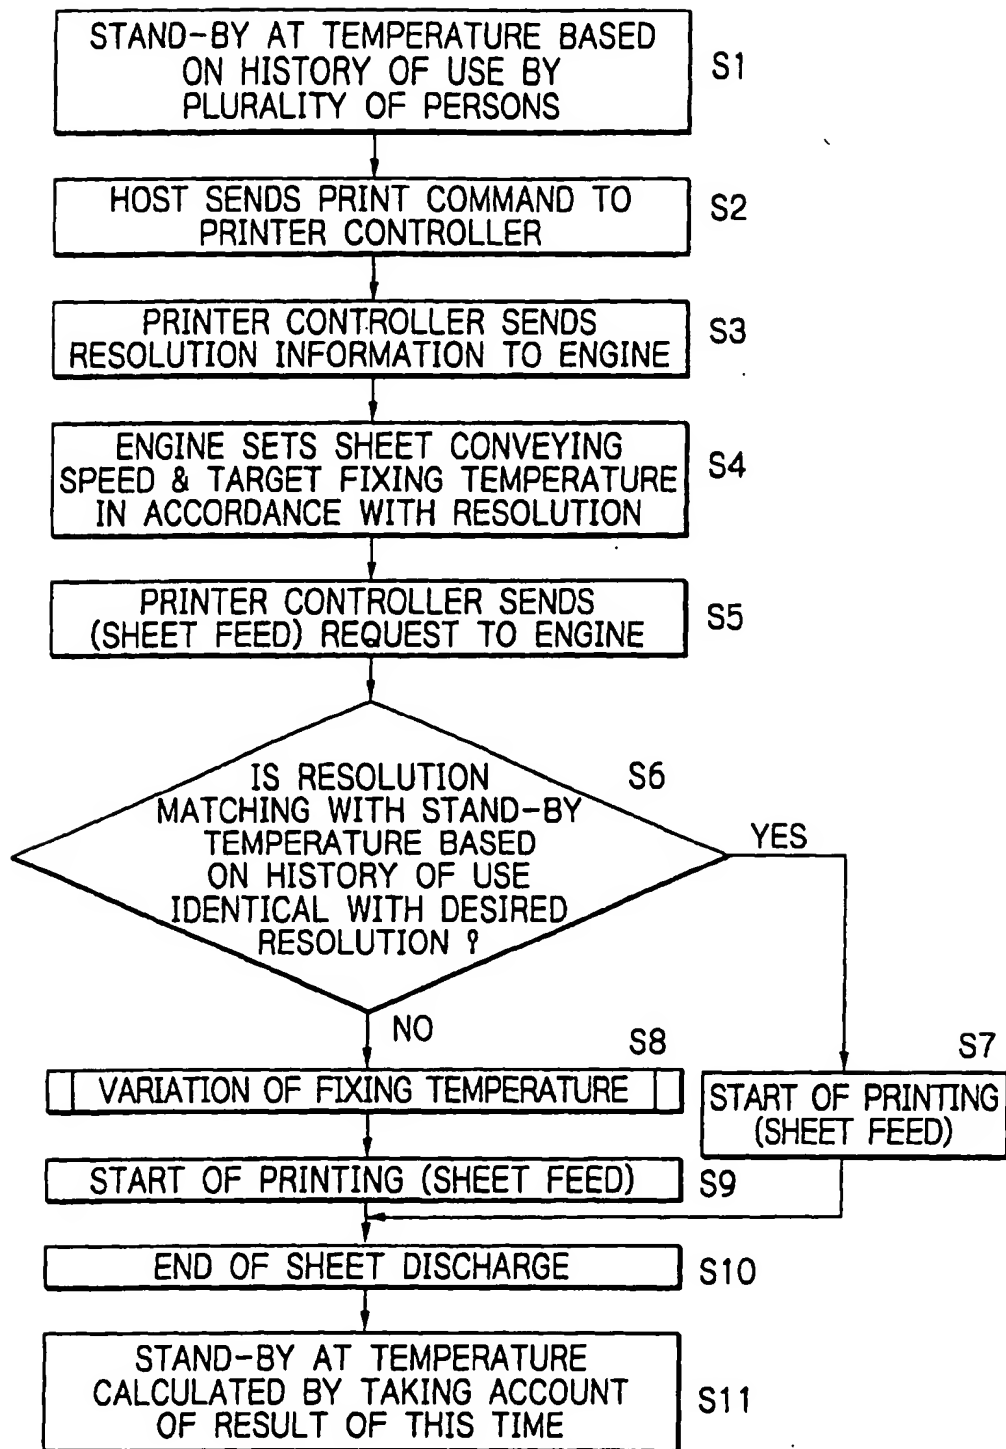 STAND-BY AT TEMPERATURE BASED
ON HISTORY OF USE BY
PLURALITY OF PERSONS
S1
HOST SENDS PRINT COMMAND TO
PRINTER CONTROLLER
S2
PRINTER CONTROLLER SENDS
RESOLUTION INFORMATION TO ENGINE
S3
ENGINE SETS SHEET CONVEYING
SPEED & TARGET FIXING TEMPERATURE
IN ACCORDANCE WITH RESOLUTION
S4
PRINTER CONTROLLER SENDS
(SHEET FEED) REQUEST TO ENGINE
S5
IS RESOLUTION
MATCHING WITH STAND-BY
TEMPERATURE BASED
ON HISTORY OF USE
IDENTICAL WITH DESIRED
RESOLUTION ?
S6
YES
NO
S7
START OF PRINTING
(SHEET FEED)
S8
VARIATION OF FIXING TEMPERATURE
START OF PRINTING (SHEET FEED)
S9
END OF SHEET DISCHARGE
S10
STAND-BY AT TEMPERATURE
CALCULATED BY TAKING ACCOUNT
OF RESULT OF THIS TIME
S11